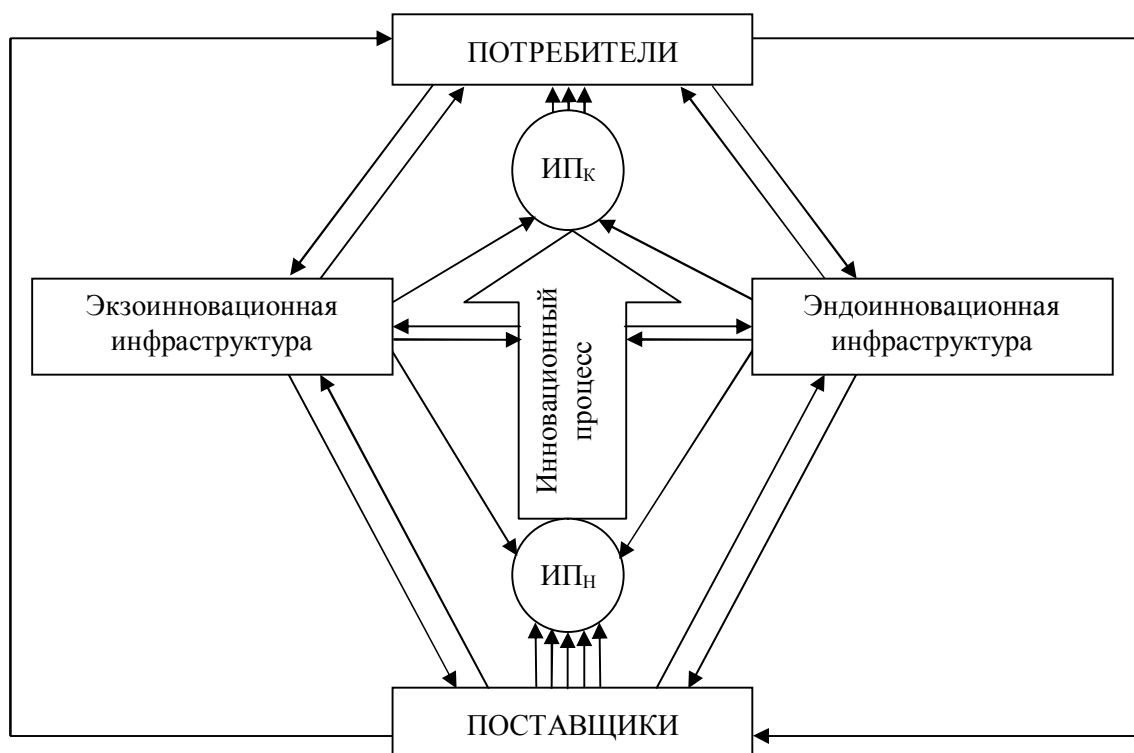 ПОТРЕБИТЕЛИ
ИПК
Экзоинновационная
инфраструктура
Инновационный
процесс
Эндоинновационная
инфраструктура
ИПН
ПОСТАВЩИКИ